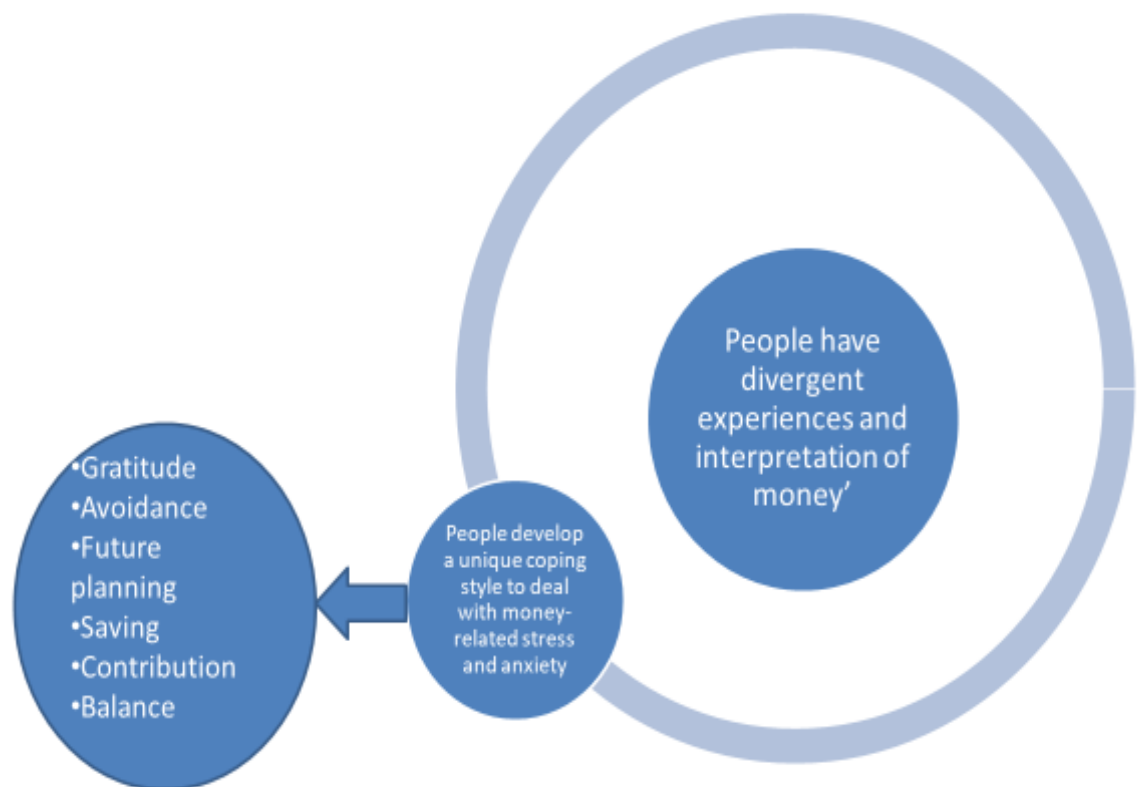 People have
divergent
experiences and
interpretation of
money’
People develop
a unique coping
style to deal
with money-
related stress
and anxiety
•Gratitude
•Avoidance
•Future
planning
•Saving
•Contribution
•Balance